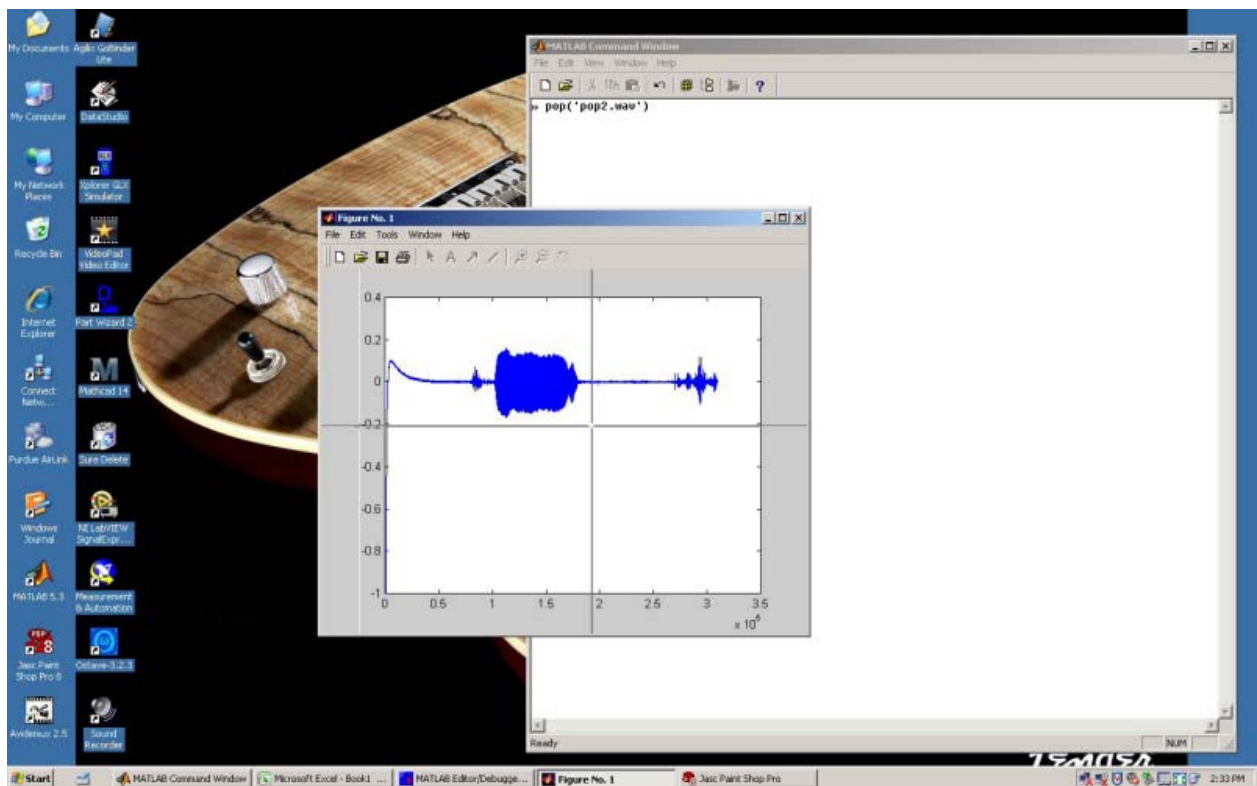 My Documents
Agilix GoBinder
Lite
My Computer
DataStudio
My Network
Places
Xplorer GLX
Simulator
Recycle Bin
VideoPad
Video Editor
Internet
Explorer
Part Wizard 2
Connect
Netw...
Mathcad 14
Purdue AirLink
Sure Delete
Windows
Journal
NI LabVIEW
SignalExpr...
MATLAB 5.3
Measurement
& Automation
PSP
8
Jasc Paint
Shop Pro 8
Octave-3.2.3
Avidemux 2.5
Sound
Recorder
MATLAB Command Window
File Edit View Window Help
» pop('pop2.wav')
Ready
NUM
Figure No. 1
File Edit Tools Window Help
0.4
0.2
0
-0.2
-0.4
-0.6
-0.8
-1
0 0.5 1 1.5 2 2.5 3 3.5
x 10^6
Start
MATLAB Command Window
Microsoft Excel - Book1 ...
MATLAB Editor/Debugge...
Figure No. 1
Jasc Paint Shop Pro
2:33 PM